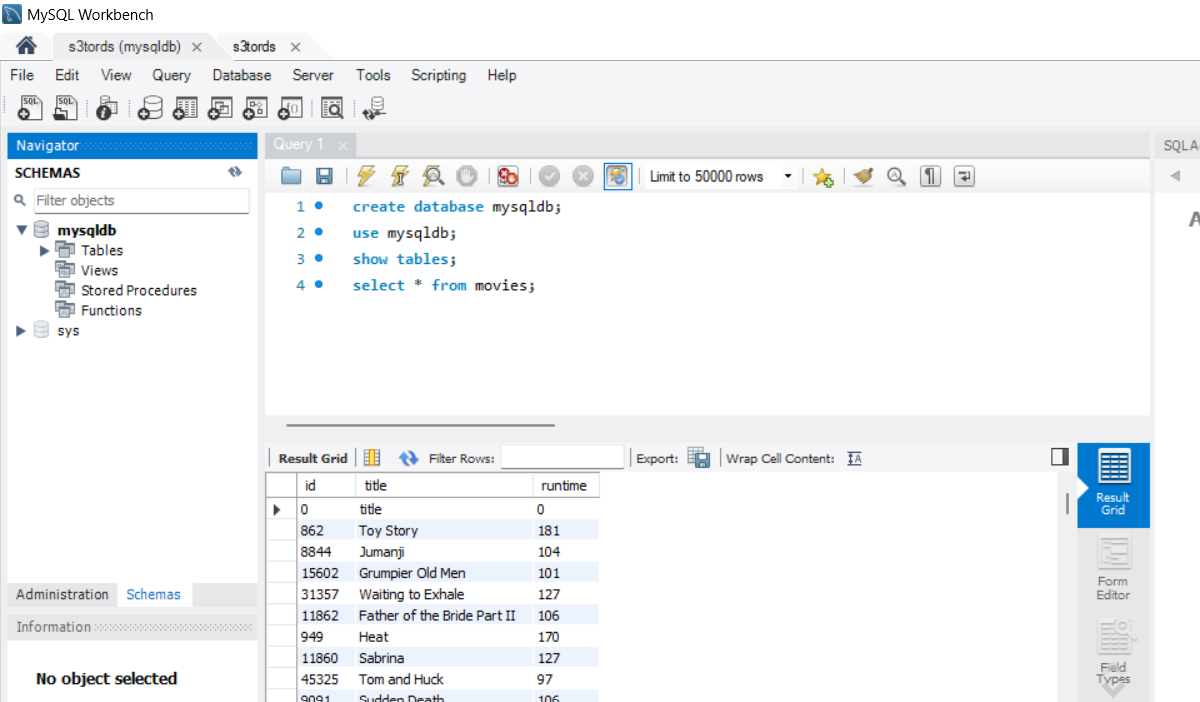 MySQL Workbench
s3tords (mysqldb)
s3tords
File Edit View Query Database Server Tools Scripting Help
SQL SQL
Navigator
SCHEMAS
Filter objects
mysqldb
Tables
Views
Stored Procedures
Functions
sys
Administration Schemas
Information
No object selected
Query 1
Limit to 50000 rows
1 create database mysqldb;
2 use mysqldb;
3 show tables;
4 select * from movies;
SQLA
A
Result Grid Filter Rows: Export: Wrap Cell Content:
id title runtime
0 title 0
862 Toy Story 181
8844 Jumanji 104
15602 Grumpier Old Men 101
31357 Waiting to Exhale 127
11862 Father of the Bride Part II 106
949 Heat 170
11860 Sabrina 127
45325 Tom and Huck 97
9091 Sudden Death 106
Result
Grid
Form
Editor
Field
Types